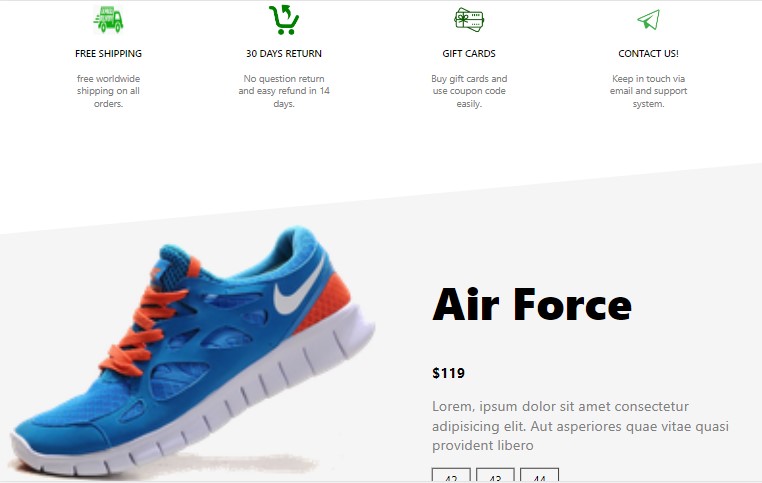 FREE SHIPPING
free worldwide
shipping on all
orders.
30 DAYS RETURN
No question return
and easy refund in 14
days.
GIFT CARDS
Buy gift cards and
use coupon code
easily.
CONTACT US!
Keep in touch via
email and support
system.
Air Force
$119
Lorem, ipsum dolor sit amet consectetur
adipisicing elit. Aut asperiores quae vitae quasi
provident libero
42 43 44